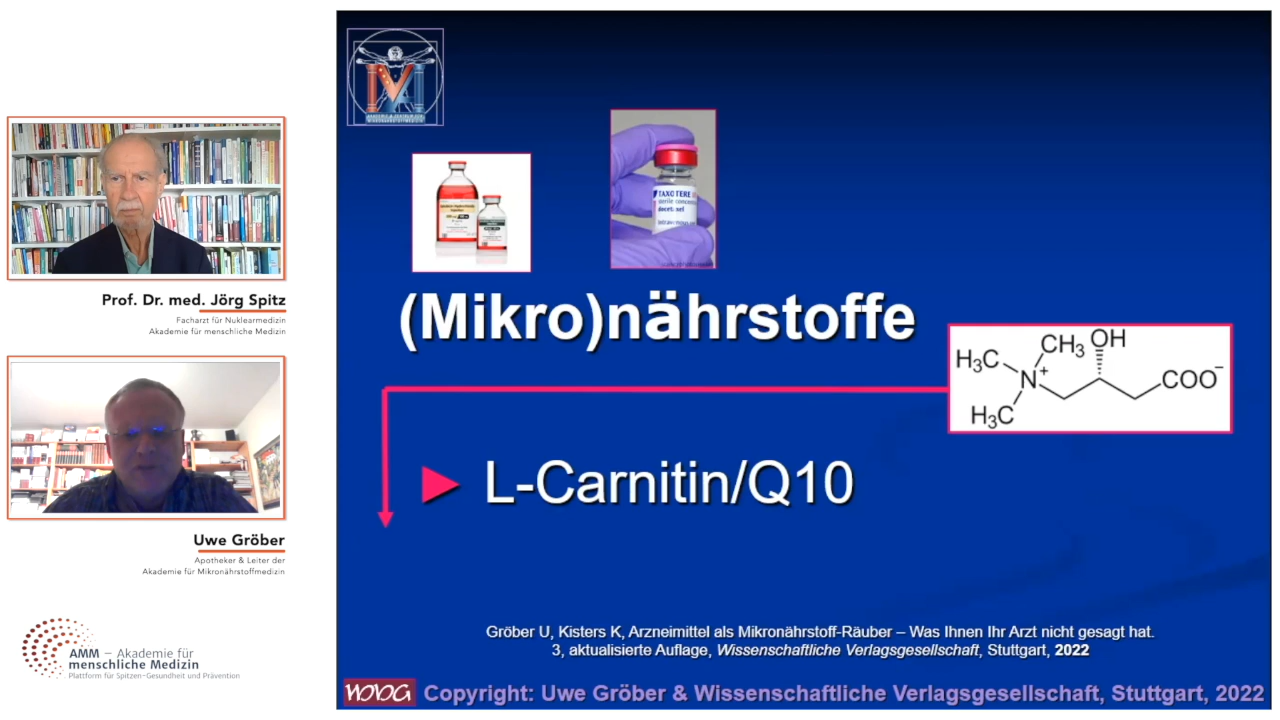 Prof. Dr. med. Jörg Spitz
Facharzt für Nuklearmedizin
Akademie für menschliche Medizin
Uwe Gröber
Apotheker & Leiter der
Akademie für Mikronährstoffmedizin
AMM – Akademie für
menschliche Medizin
Plattform für Spitzen-Gesundheit und Prävention
TAXOTERE
(Mikro)nährstoffe
H₃C
CH₃
OH
N⁺
COO⁻
H₃C
► L-Carnitin/Q10
Gröber U, Kisters K, Arzneimittel als Mikronährstoff-Räuber – Was Ihnen Ihr Arzt nicht gesagt hat.
3, aktualisierte Auflage, Wissenschaftliche Verlagsgesellschaft, Stuttgart, 2022
Copyright: Uwe Gröber & Wissenschaftliche Verlagsgesellschaft, Stuttgart, 2022